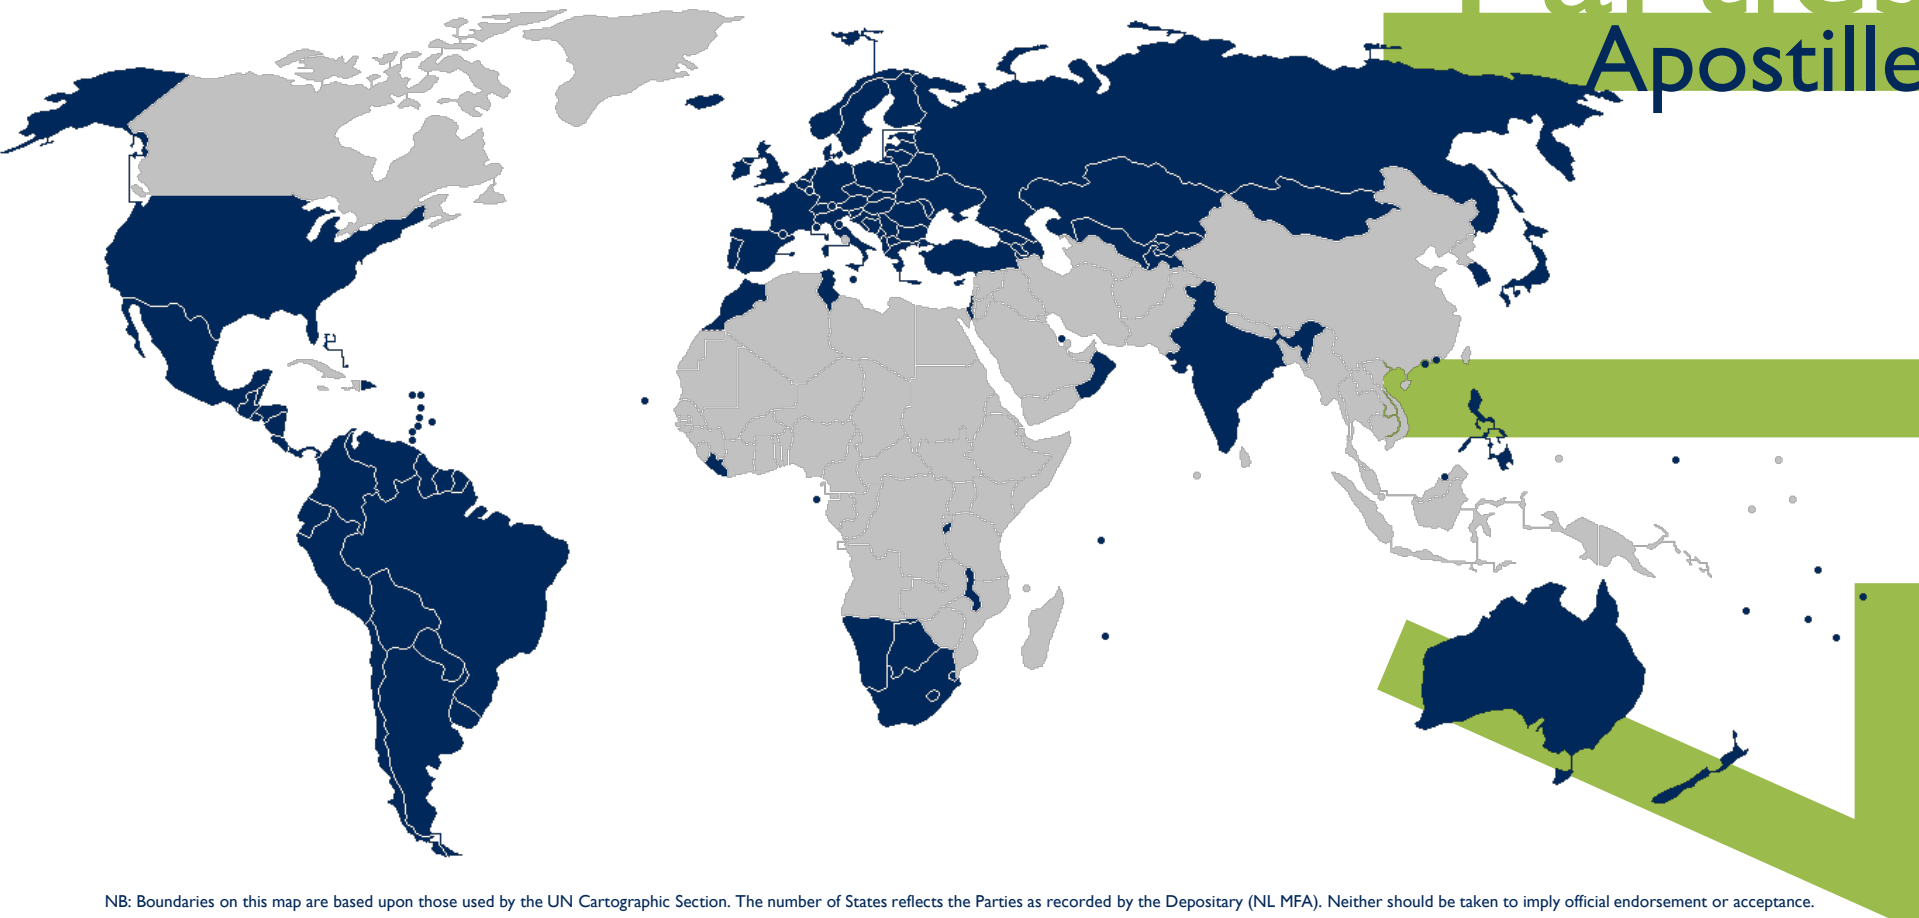 Apostille
NB: Boundaries on this map are based upon those used by the UN Cartographic Section. The number of States reflects the Parties as recorded by the Depositary (NL MFA). Neither should be taken to imply official endorsement or acceptance.